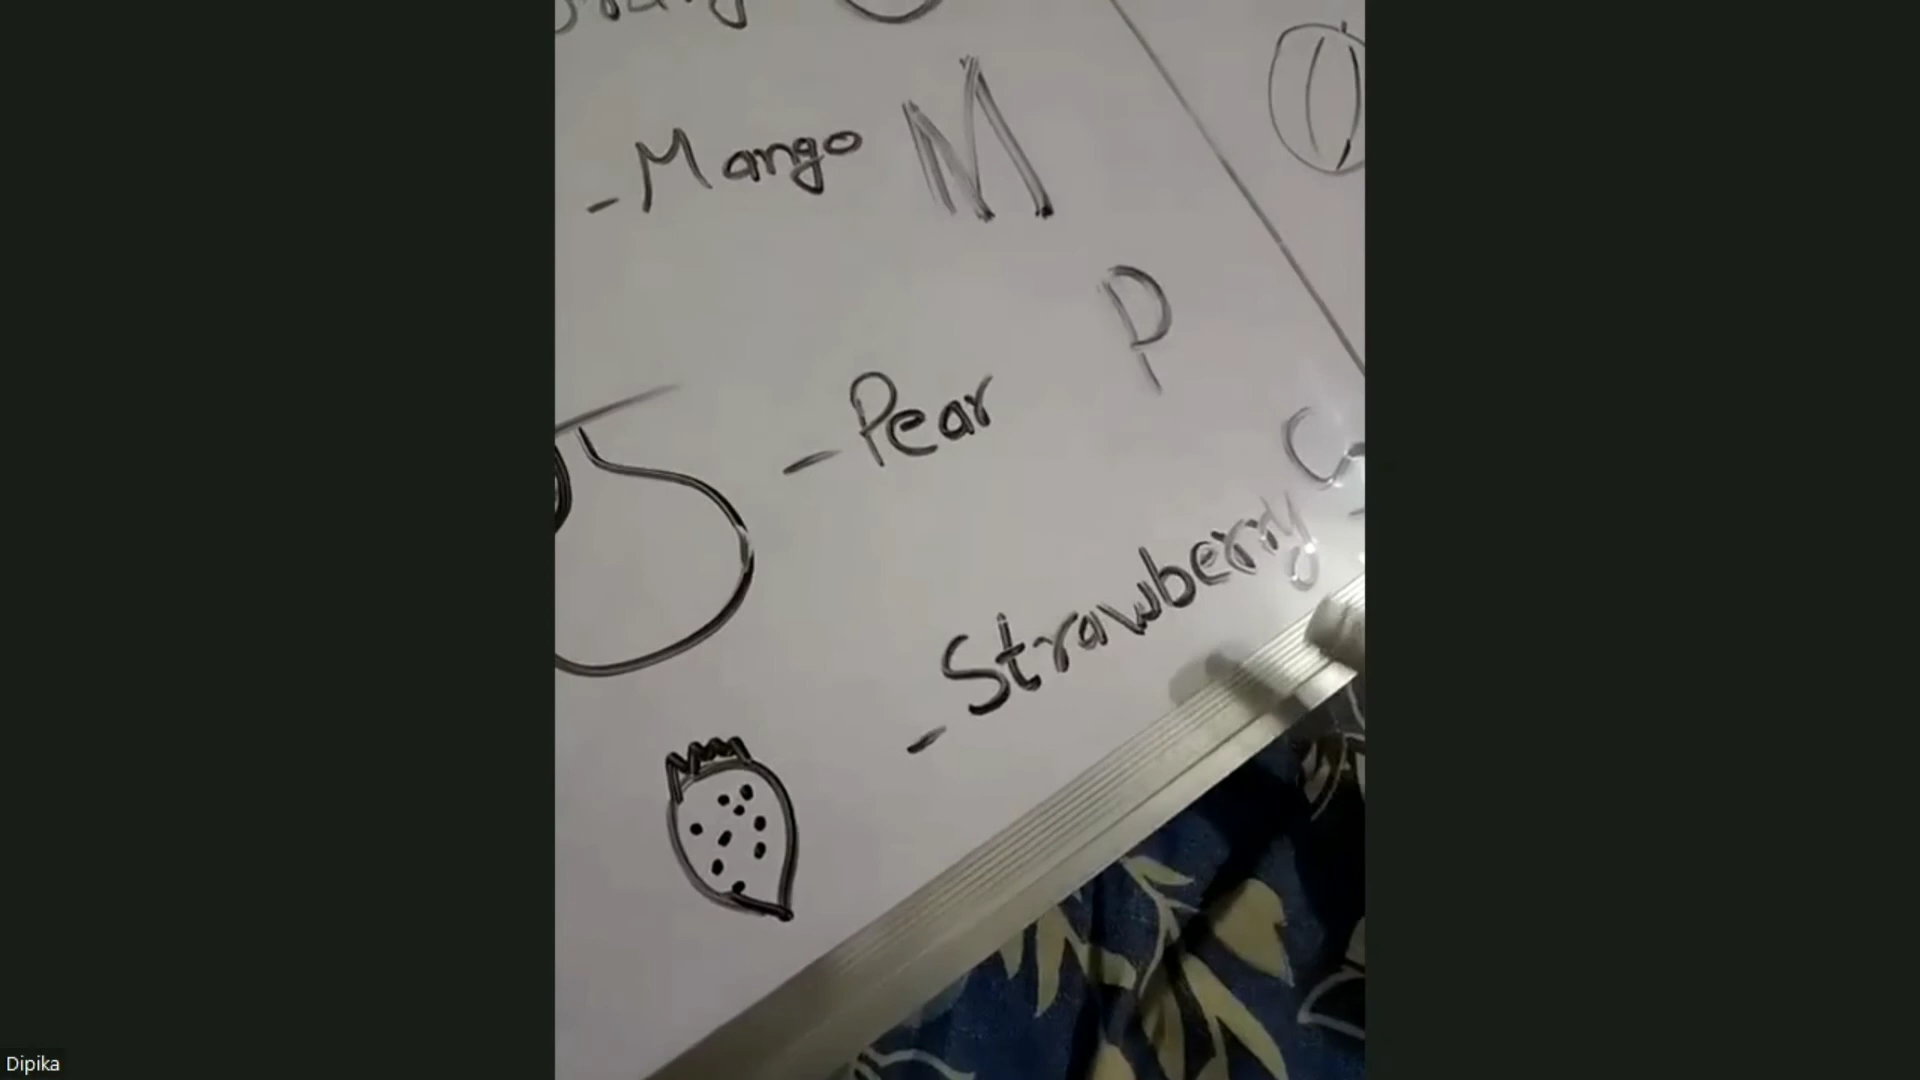 - Mango M
P
- Pear
- Strawberry
Dipika